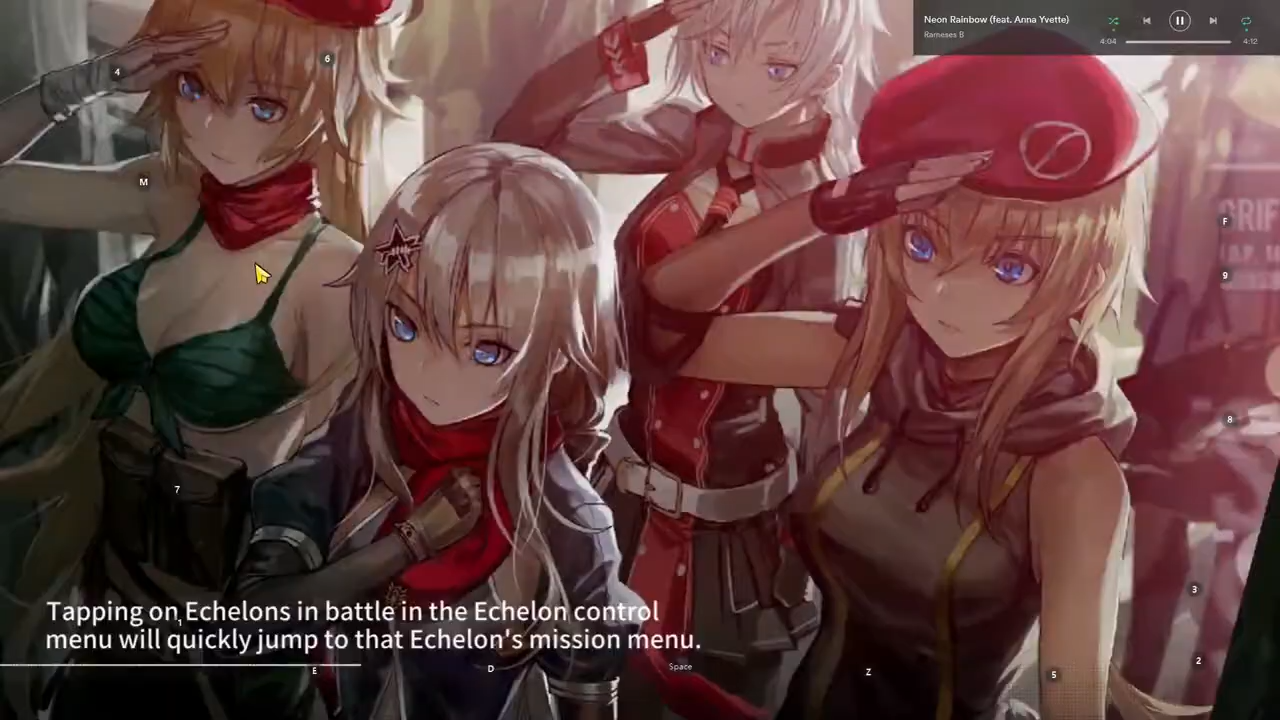 Neon Rainbow (feat. Anna Yvette)
Rameses B
4:04
4:12
4
6
M
F
9
8
7
3
Tapping on Echelons in battle in the Echelon control
1
menu will quickly jump to that Echelon's mission menu.
2
E
D
Space
Z
5